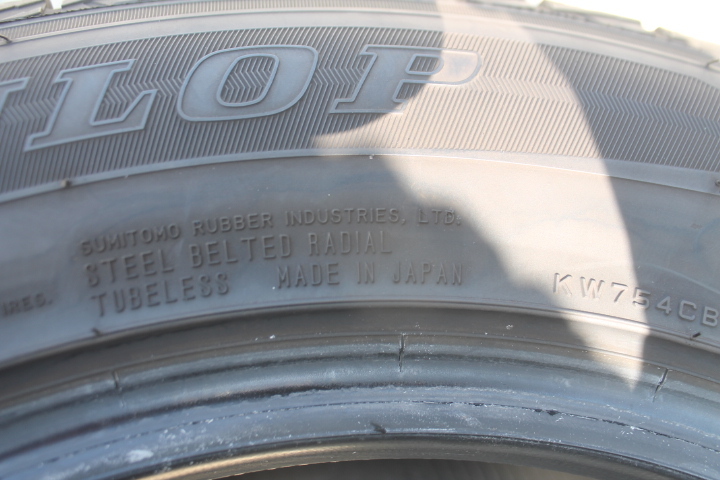 LOP
SUMITOMO RUBBER INDUSTRIES, LTD.
STEEL BELTED RADIAL
TUBELESS MADE IN JAPAN
KW754CB